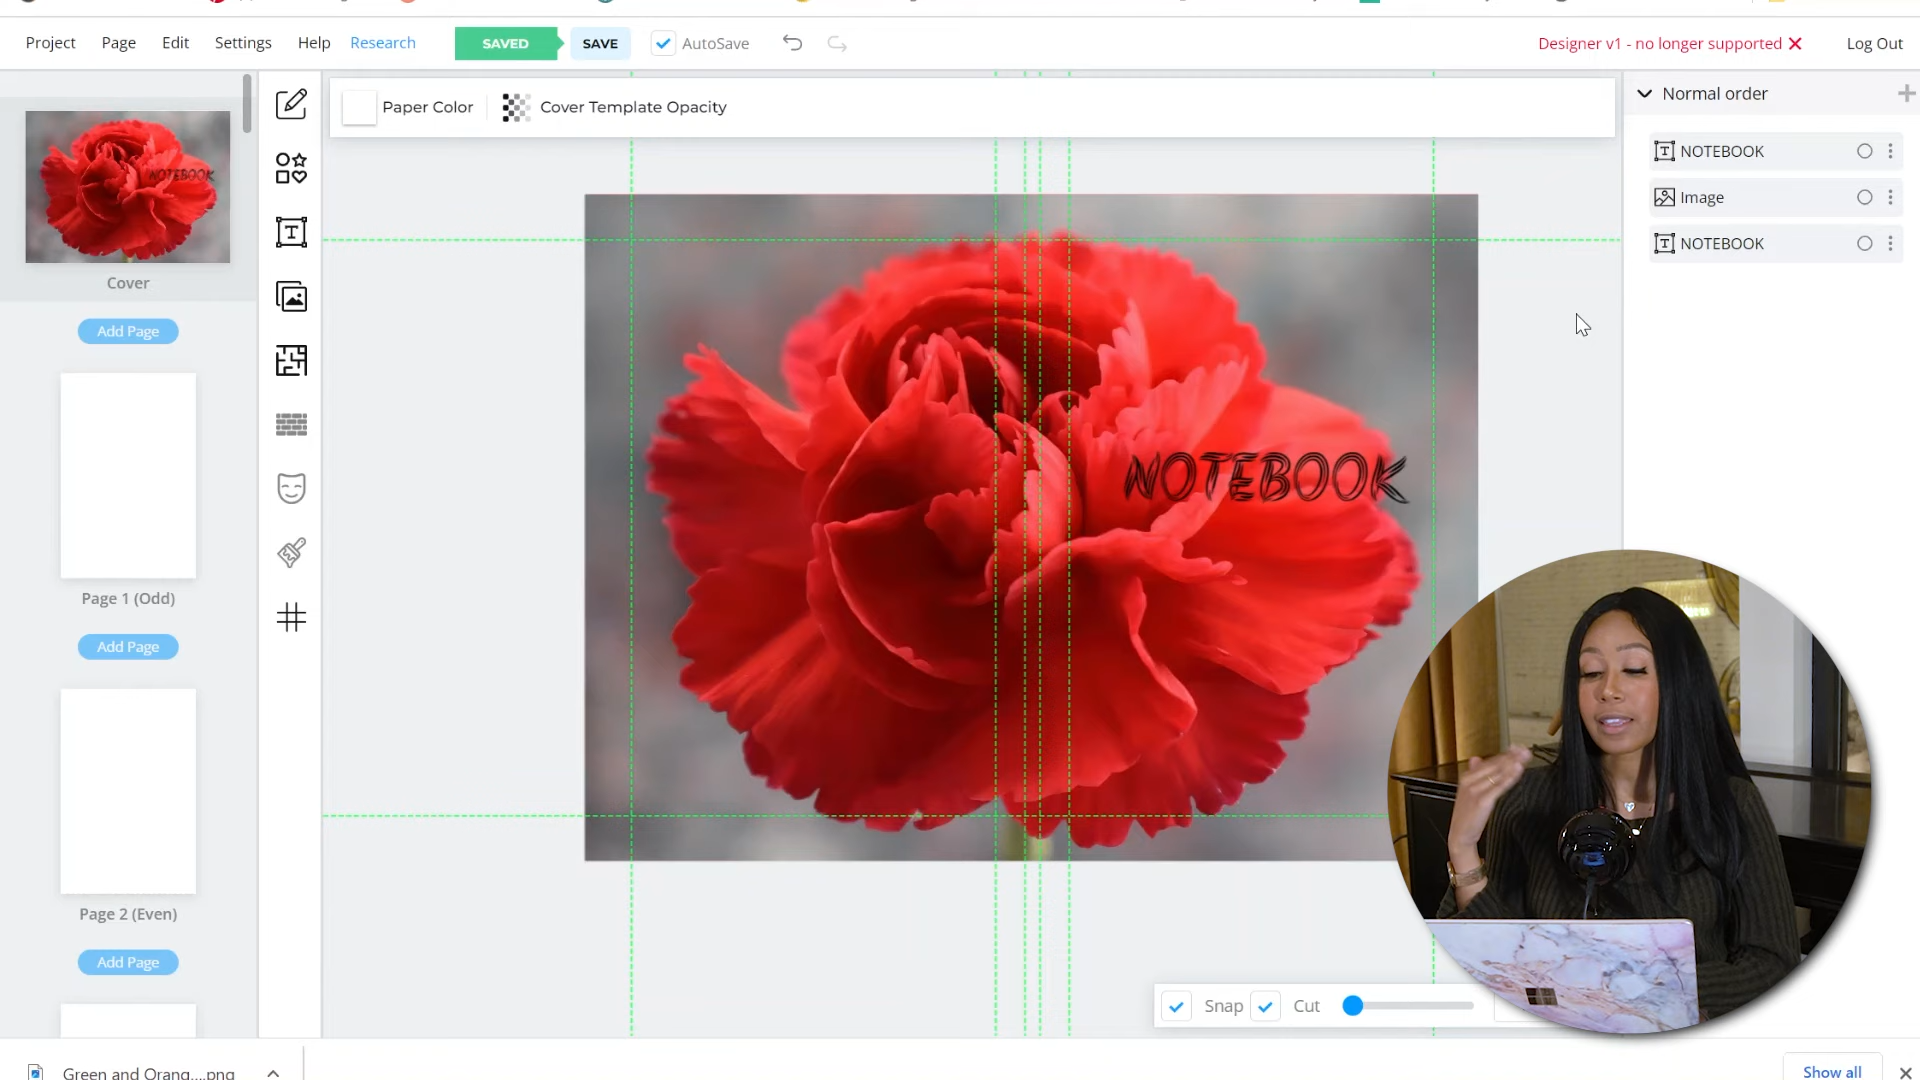 Project Page Edit Settings Help Research SAVED SAVE AutoSave Designer v1 - no longer supported Log Out
Paper Color Cover Template Opacity
Normal order
NOTEBOOK
Image
NOTEBOOK
NOTEBOOK
Cover
Add Page
Page 1 (Odd)
Add Page
Page 2 (Even)
Add Page
NOTEBOOK
Snap Cut
Green and Orang....png
Show all